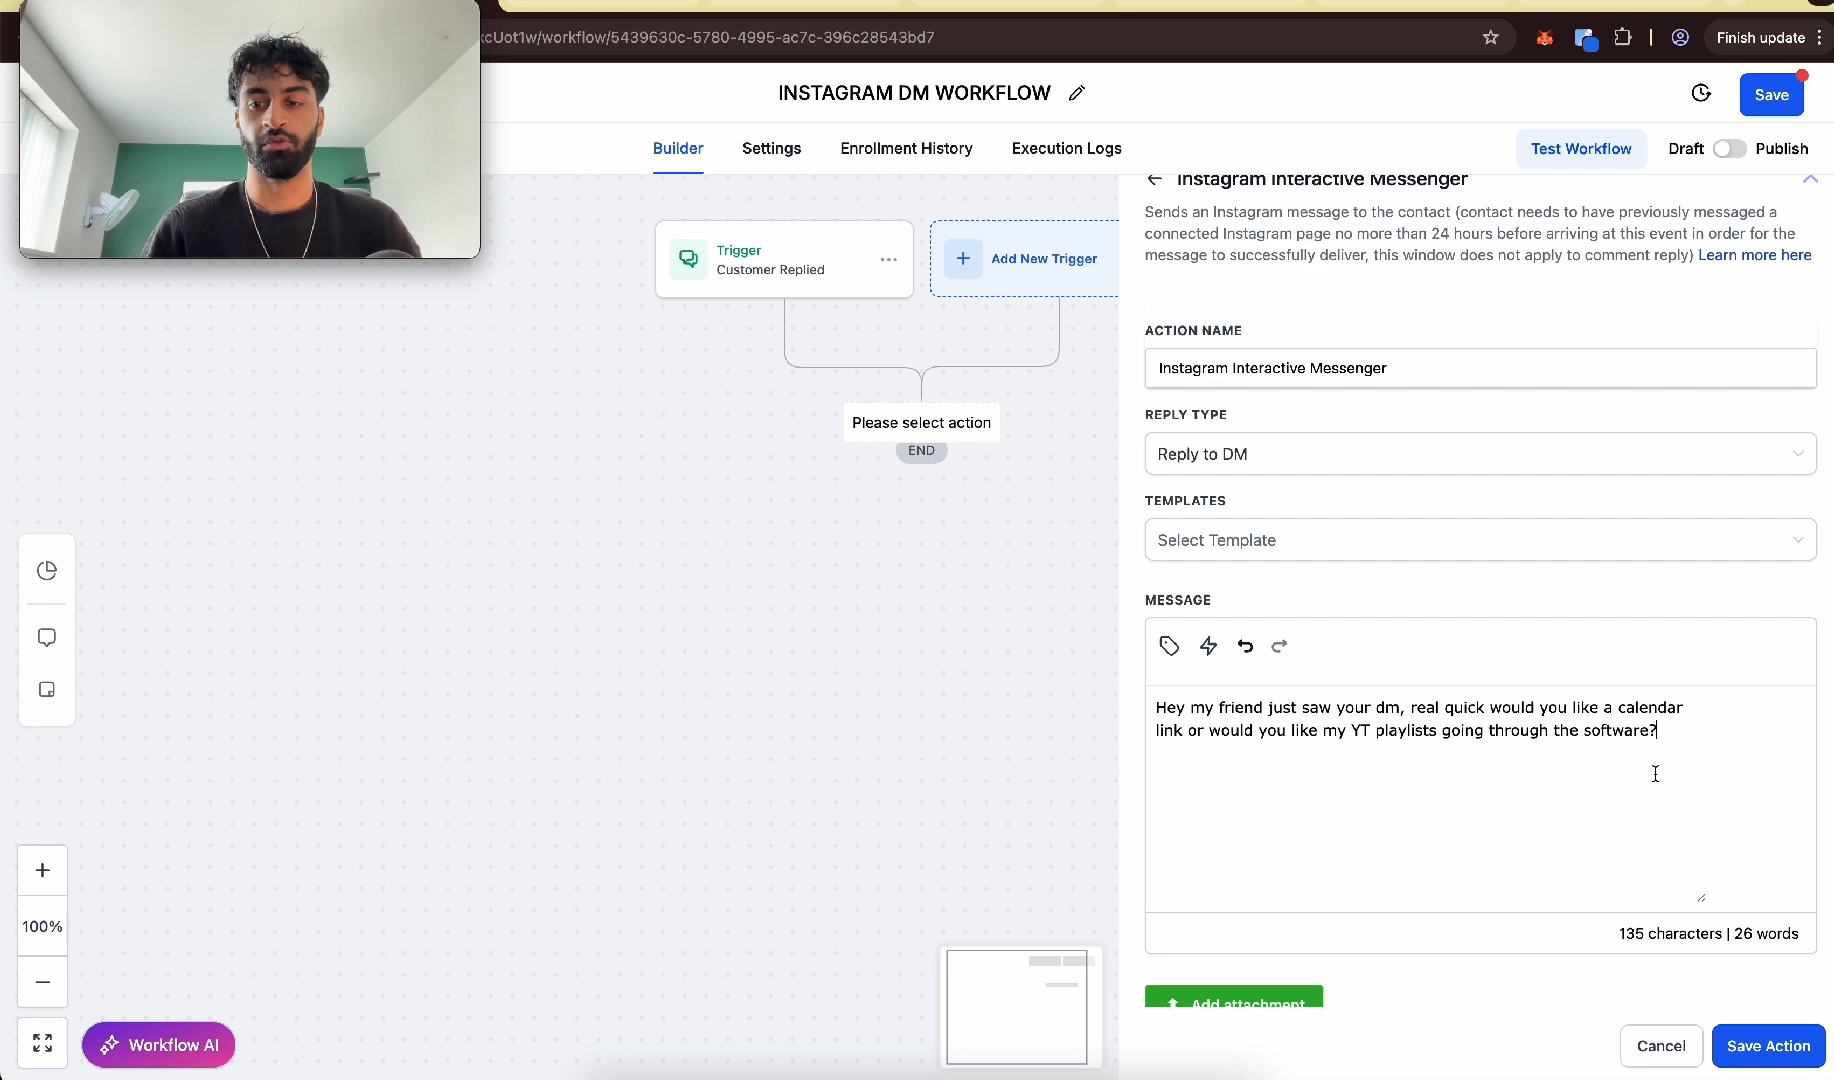 cUot1w/workflow/5439630c-5780-4995-ac7c-396c28543bd7
Finish update
INSTAGRAM DM WORKFLOW
Save
Builder
Settings
Enrollment History
Execution Logs
Test Workflow
Draft
Publish
Instagram Interactive Messenger
Sends an Instagram message to the contact (contact needs to have previously messaged a
connected Instagram page no more than 24 hours before arriving at this event in order for the
message to successfully deliver, this window does not apply to comment reply) Learn more here
Trigger
Customer Replied
Add New Trigger
Please select action
END
ACTION NAME
Instagram Interactive Messenger
REPLY TYPE
Reply to DM
TEMPLATES
Select Template
MESSAGE
Hey my friend just saw your dm, real quick would you like a calendar
link or would you like my YT playlists going through the software?
135 characters | 26 words
Add attachment
100%
Workflow AI
Cancel
Save Action